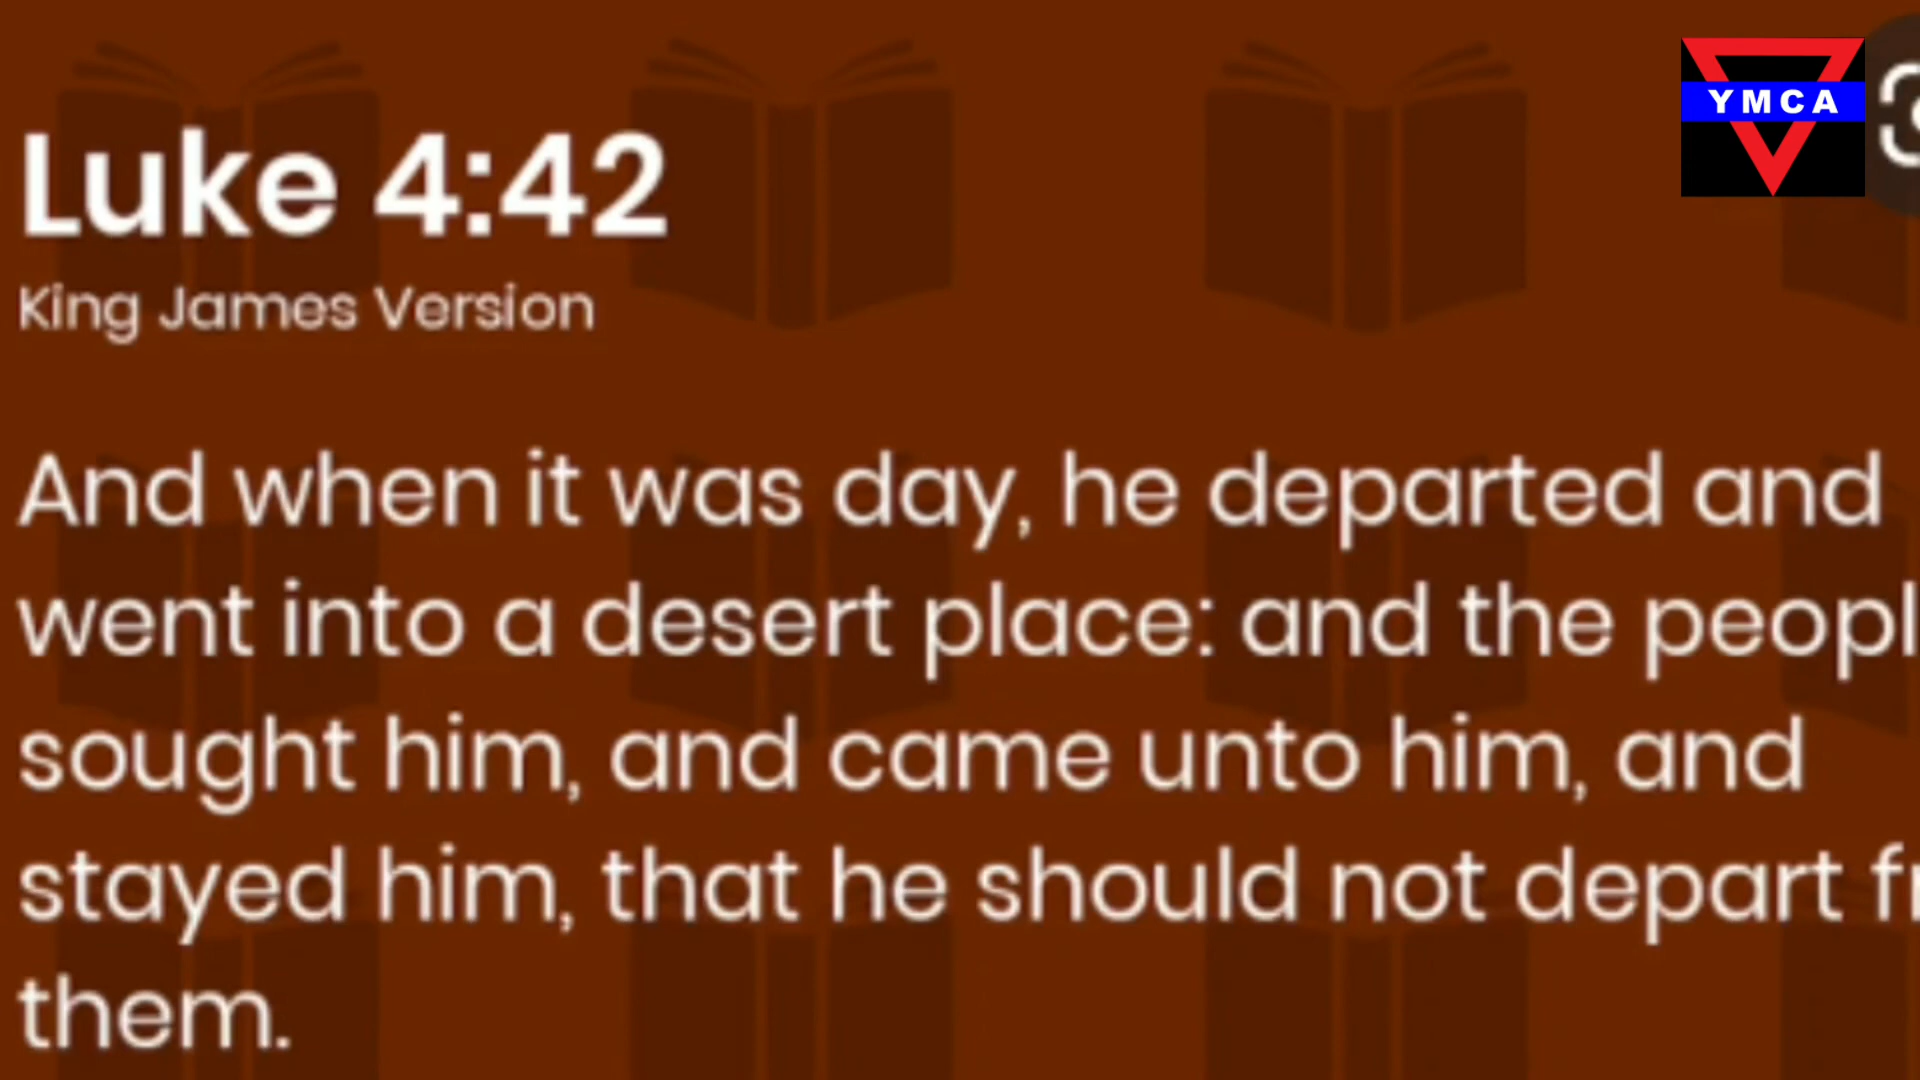 YMCA
Luke 4:42
King James Version
And when it was day, he departed and
went into a desert place: and the peopl
sought him, and came unto him, and
stayed him, that he should not depart fr
them.